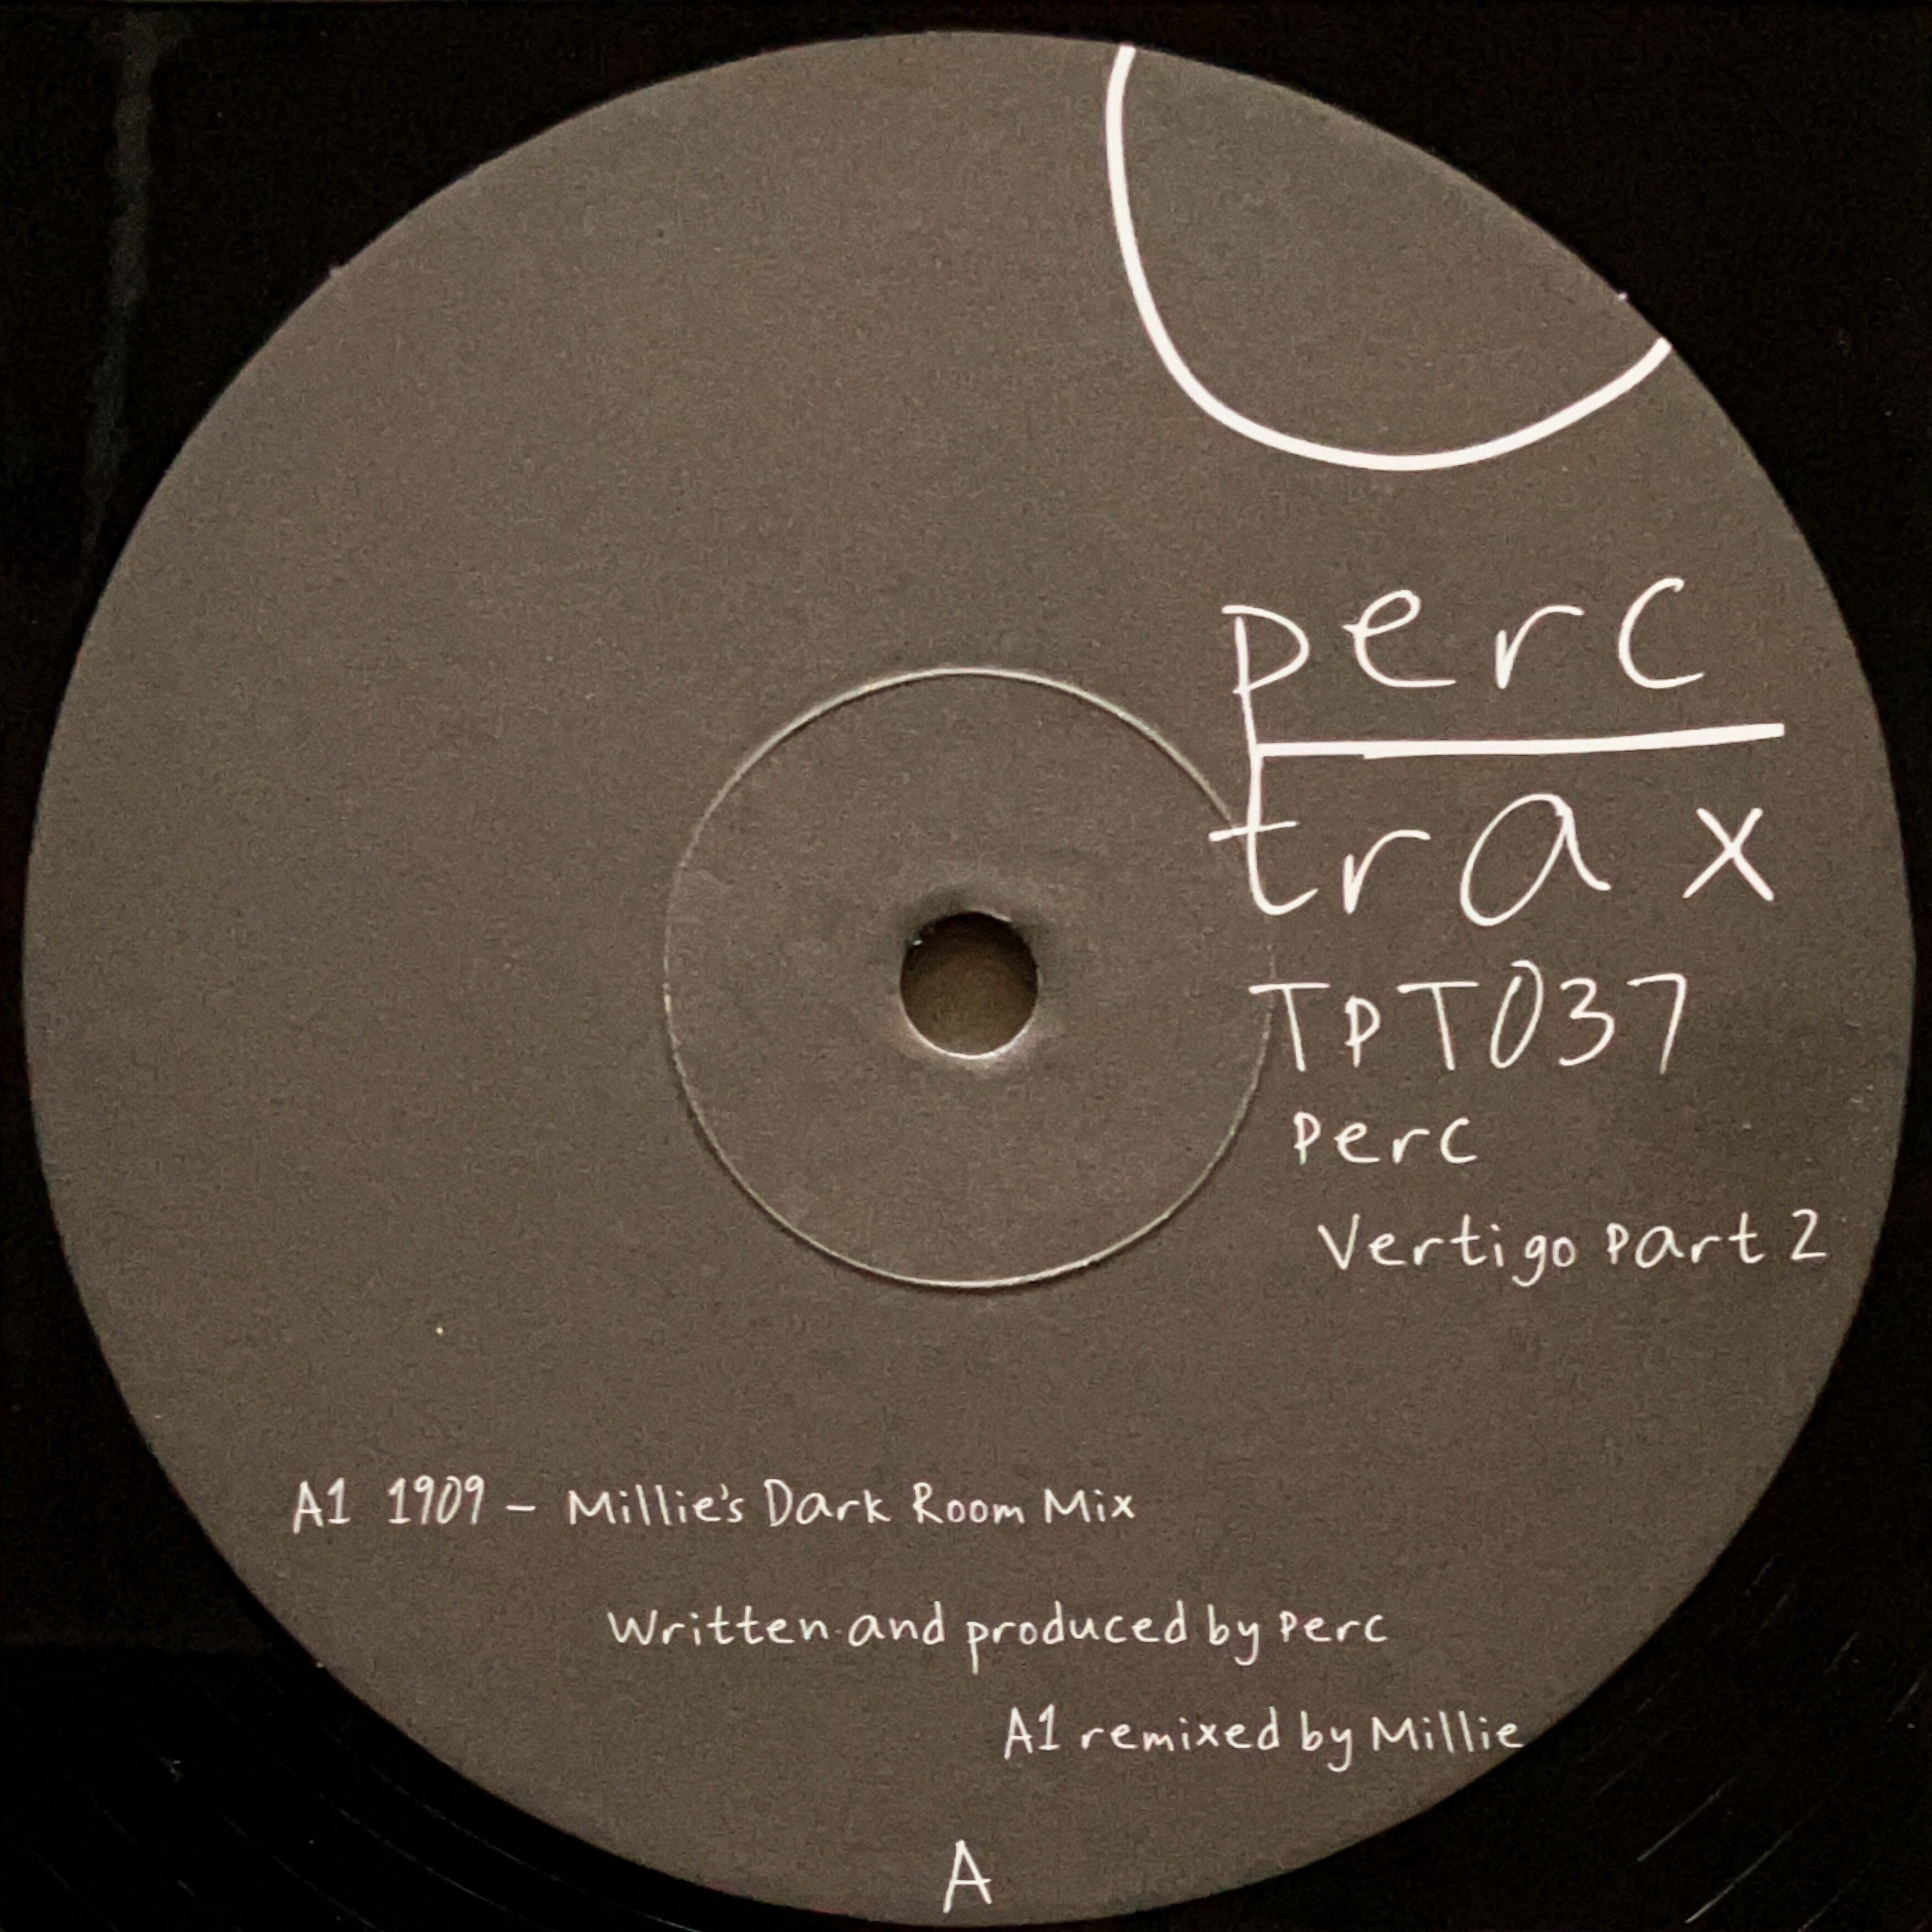 perc
trax
TPT037
Perc
Vertigo Part 2
A1 1909 – Millie's Dark Room Mix
Written and produced by Perc
A1 remixed by Millie
A